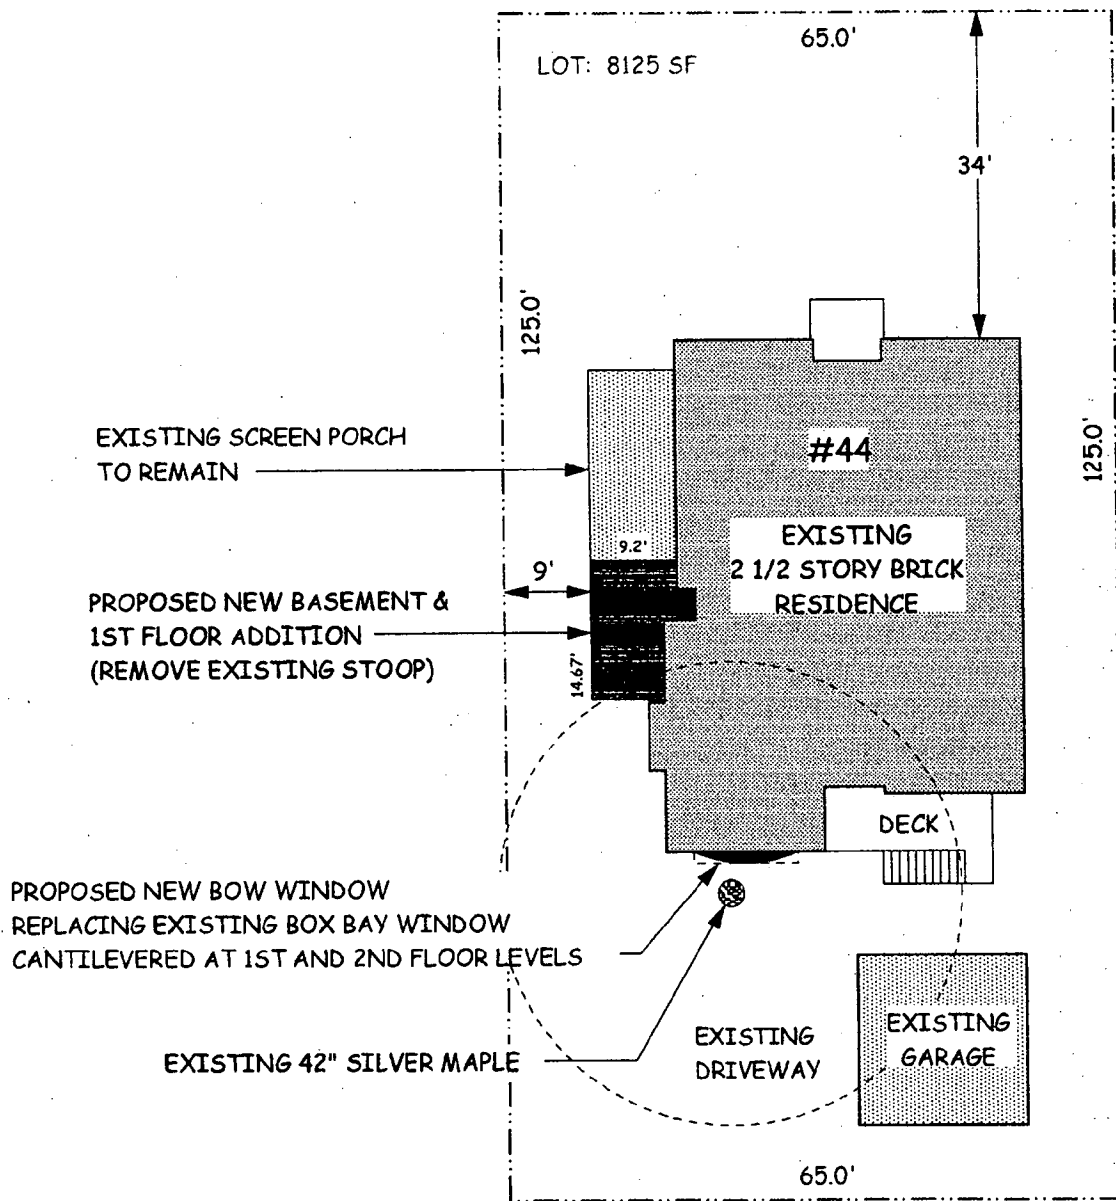 65.0'
LOT: 8125 SF
34'
125.0'
125.0'
EXISTING SCREEN PORCH
TO REMAIN
#44
EXISTING
2 1/2 STORY BRICK
RESIDENCE
9.2'
9'
PROPOSED NEW BASEMENT &
1ST FLOOR ADDITION
(REMOVE EXISTING STOOP)
14.67'
DECK
PROPOSED NEW BOW WINDOW
REPLACING EXISTING BOX BAY WINDOW
CANTILEVERED AT 1ST AND 2ND FLOOR LEVELS
EXISTING 42" SILVER MAPLE
EXISTING
DRIVEWAY
EXISTING
GARAGE
65.0'